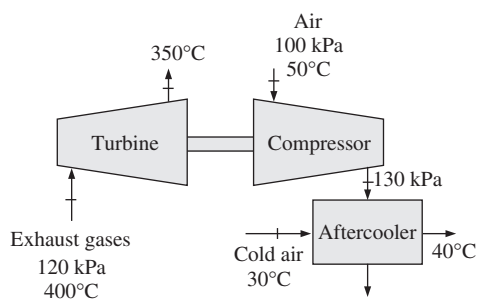 Air
100 kPa
50°C
350°C
Turbine
Compressor
130 kPa
Exhaust gases
120 kPa
400°C
Cold air
30°C
Aftercooler
40°C